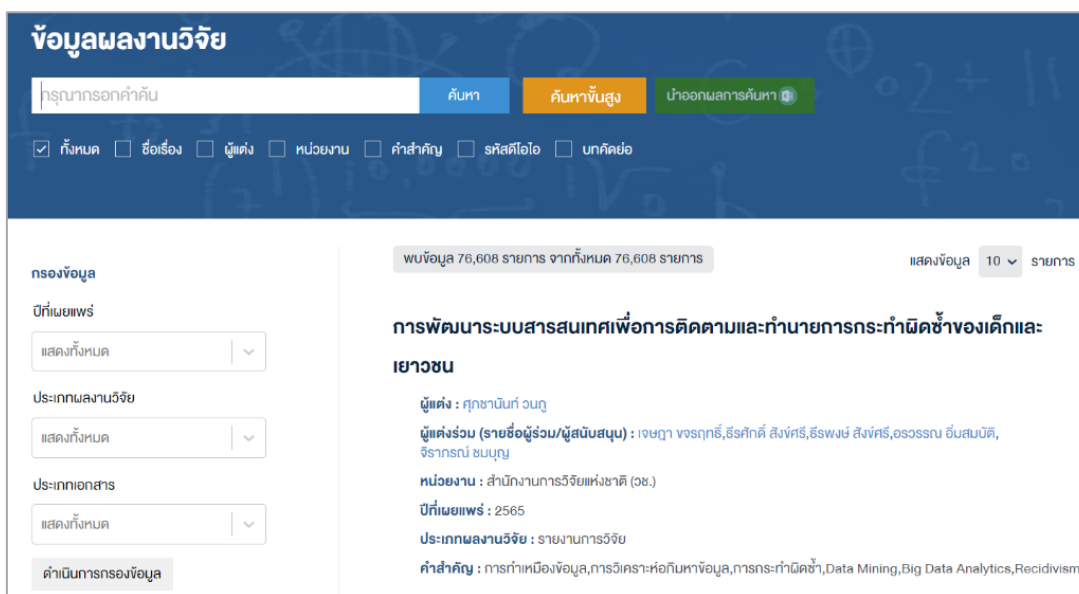 ข้อมูลผลงานวิจัย
กรุณากรอกคำค้น ค้นหา ค้นหาขั้นสูง นำออกผลการค้นหา
ทั้งหมด ชื่อเรื่อง ผู้แต่ง หน่วยงาน คำสำคัญ รหัสดีโอไอ บทคัดย่อ
กรองข้อมูล
ปีที่เผยแพร่
แสดงทั้งหมด
ประเภทผลงานวิจัย
แสดงทั้งหมด
ประเภทเอกสาร
แสดงทั้งหมด
ดำเนินการกรองข้อมูล
พบข้อมูล 76,608 รายการ จากทั้งหมด 76,608 รายการ
แสดงข้อมูล 10 รายการ
การพัฒนาระบบสารสนเทศเพื่อการติดตามและทำนายการกระทำผิดซ้ำของเด็กและ
เยาวชน
ผู้แต่ง : ศุภชานันท์ วนภู
ผู้แต่งร่วม (รายชื่อผู้ร่วม/ผู้สนับสนุน) : เจษฎา ขจรฤทธิ์,ธีรศักดิ์ สังข์ศรี,ธีรพงษ์ สังข์ศรี,อรวรรณ อิ่มสมบัติ,
จิราภรณ์ ชมบุญ
หน่วยงาน : สำนักงานการวิจัยแห่งชาติ (วช.)
ปีที่เผยแพร่ : 2565
ประเภทผลงานวิจัย : รายงานการวิจัย
คำสำคัญ : การทำเหมืองข้อมูล,การวิเคราะห์อภิมหาข้อมูล,การกระทำผิดซ้ำ,Data Mining,Big Data Analytics,Recidivism